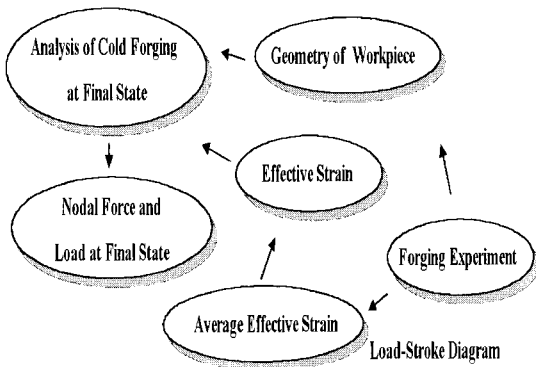 Analysis of Cold Forging
at Final State
Geometry of Workpiece
Effective Strain
Nodal Force and
Load at Final State
Forging Experiment
Average Effective Strain
Load-Stroke Diagram